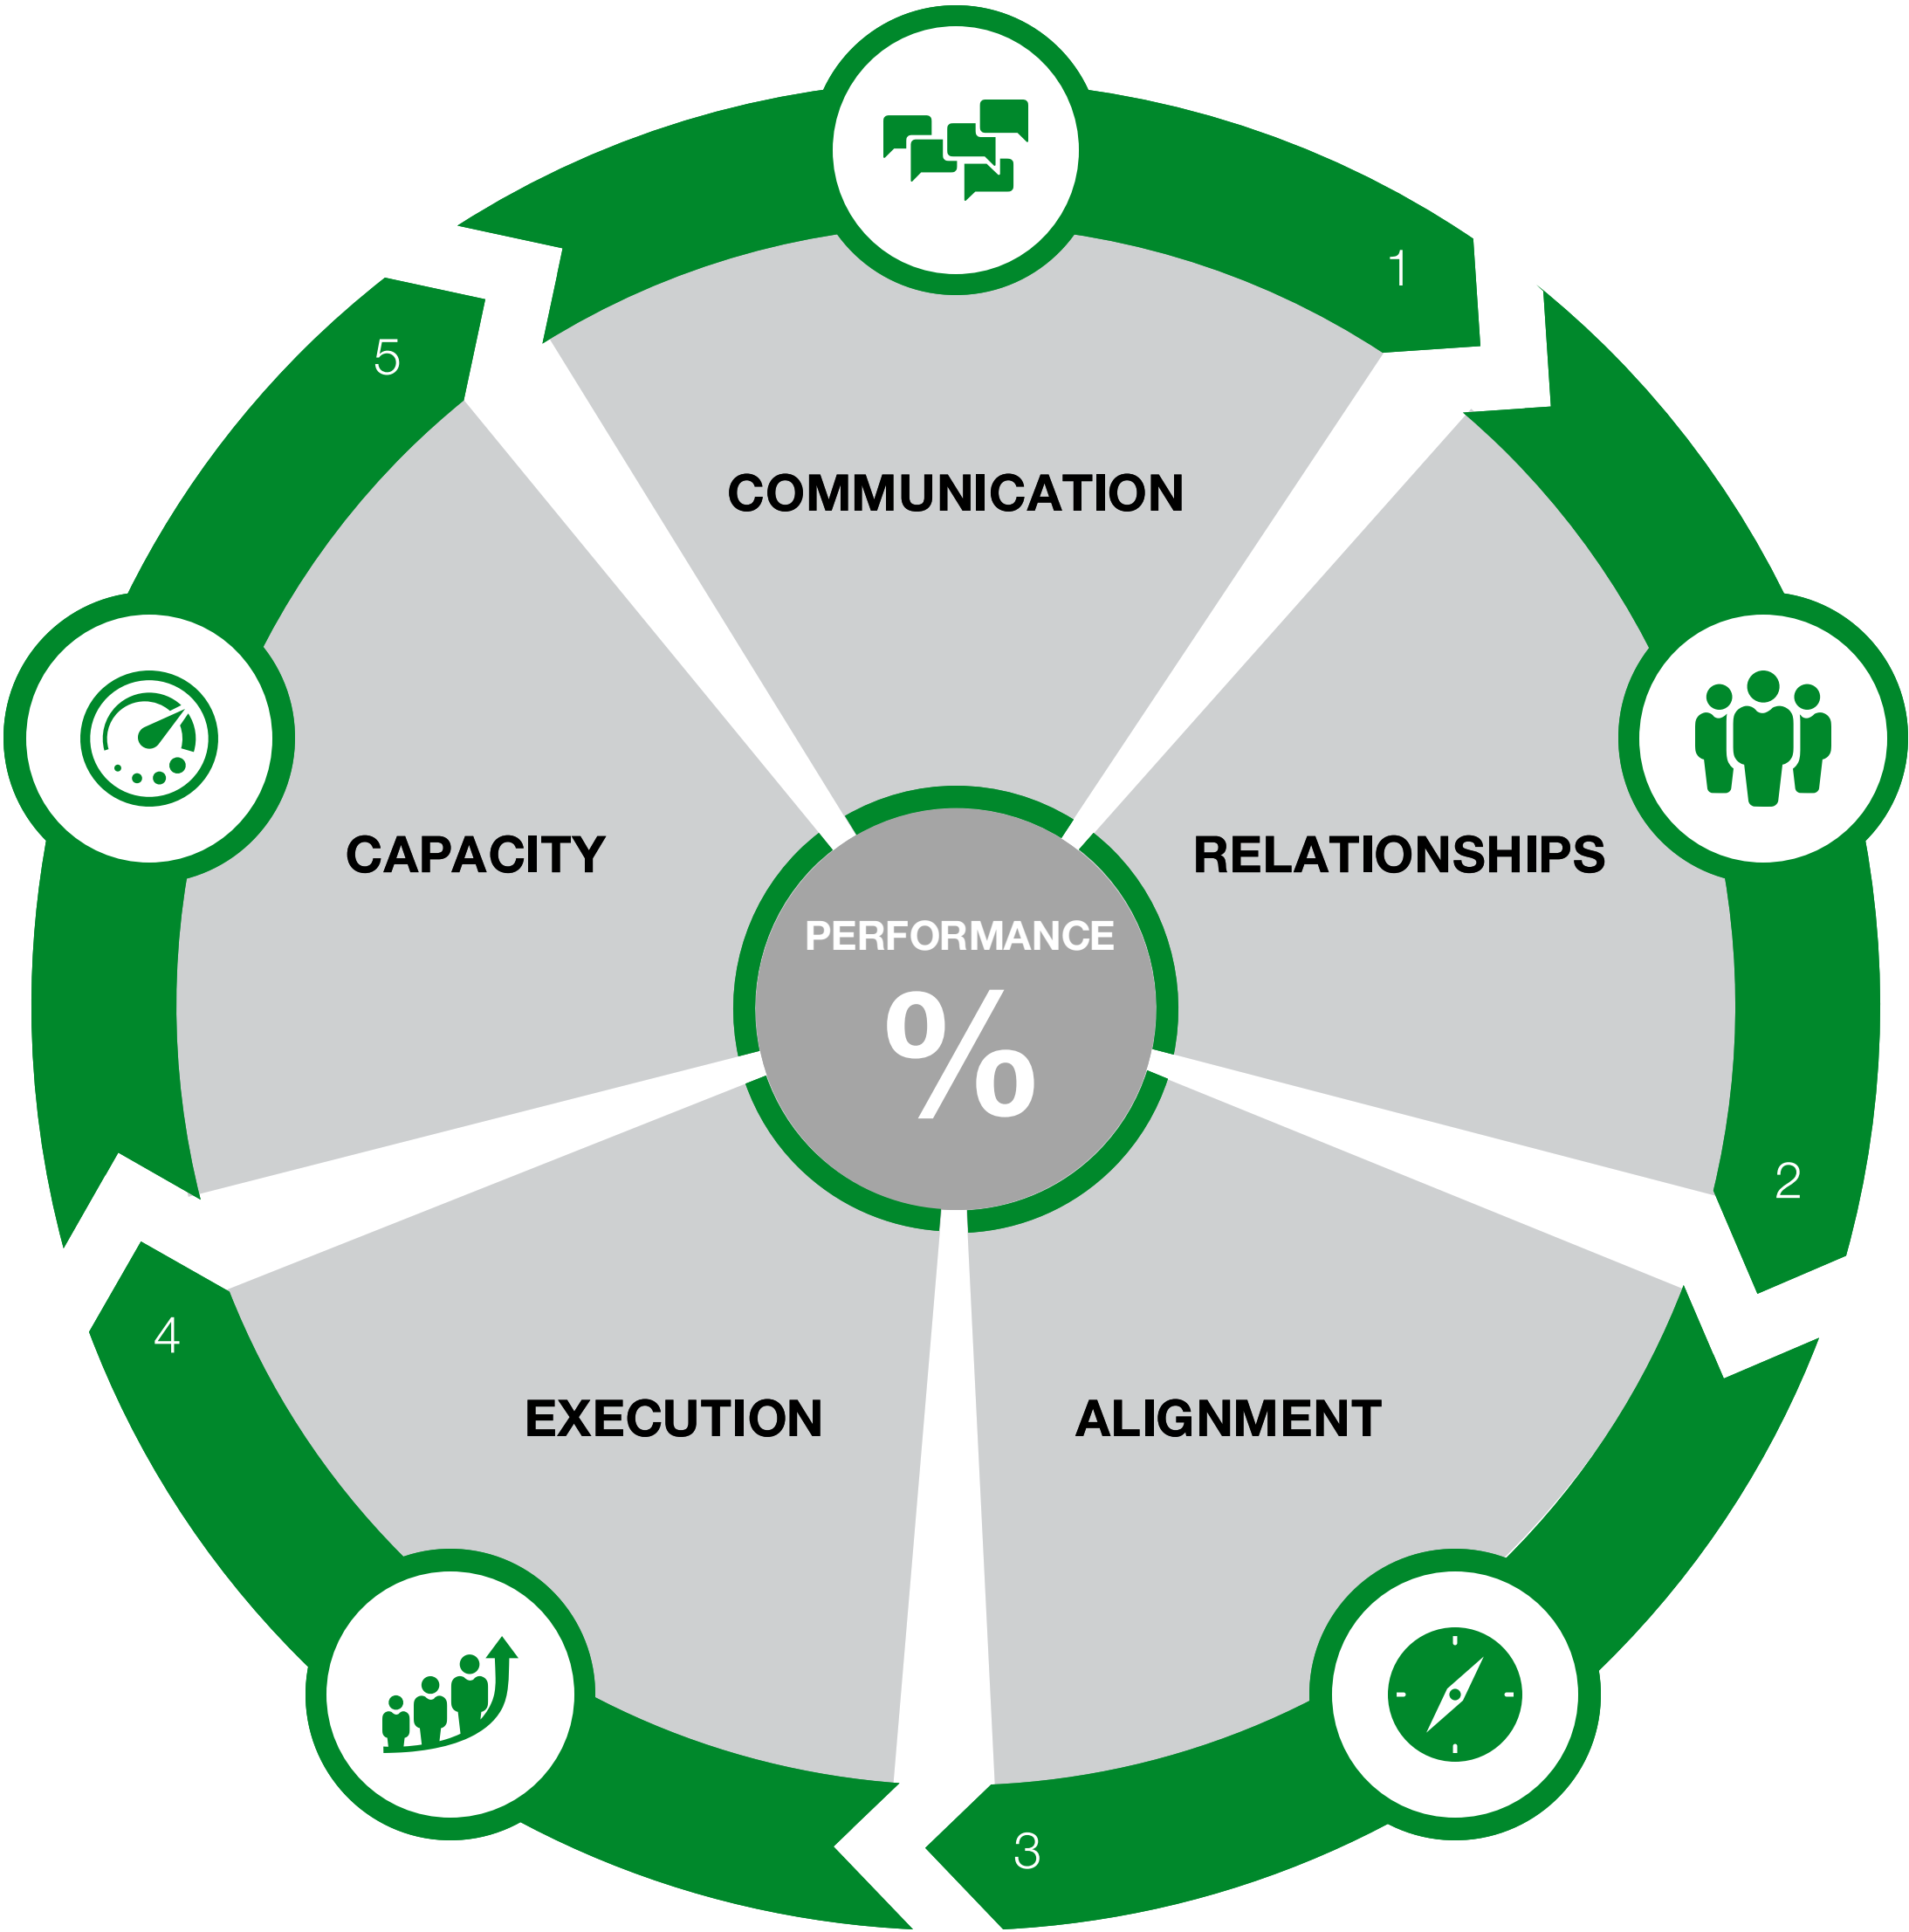 1
COMMUNICATION
5
CAPACITY
RELATIONSHIPS
PERFORMANCE
%
2
4
EXECUTION
ALIGNMENT
3